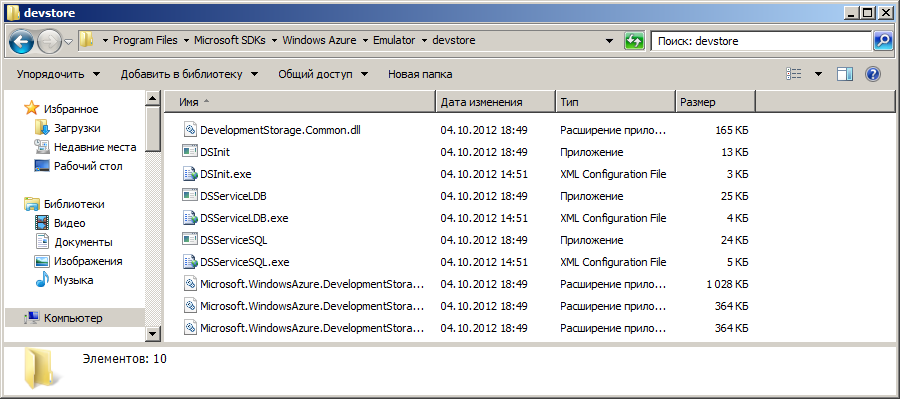 devstore
Program Files Microsoft SDKs Windows Azure Emulator devstore Поиск: devstore
Упорядочить Добавить в библиотеку Общий доступ Новая папка
Избранное
Загрузки
Недавние места
Рабочий стол
Библиотеки
Видео
Документы
Изображения
Музыка
Компьютер
Имя Дата изменения Тип Размер
DevelopmentStorage.Common.dll 04.10.2012 18:49 Расширение прило... 165 КБ
DSInit 04.10.2012 18:49 Приложение 13 КБ
DSInit.exe 04.10.2012 14:51 XML Configuration File 3 КБ
DSServiceLDB 04.10.2012 18:49 Приложение 25 КБ
DSServiceLDB.exe 04.10.2012 14:51 XML Configuration File 4 КБ
DSServiceSQL 04.10.2012 18:49 Приложение 24 КБ
DSServiceSQL.exe 04.10.2012 14:51 XML Configuration File 5 КБ
Microsoft.WindowsAzure.DevelopmentStora... 04.10.2012 18:49 Расширение прило... 1 028 КБ
Microsoft.WindowsAzure.DevelopmentStora... 04.10.2012 18:49 Расширение прило... 364 КБ
Microsoft.WindowsAzure.DevelopmentStora... 04.10.2012 18:49 Расширение прило... 364 КБ
Элементов: 10